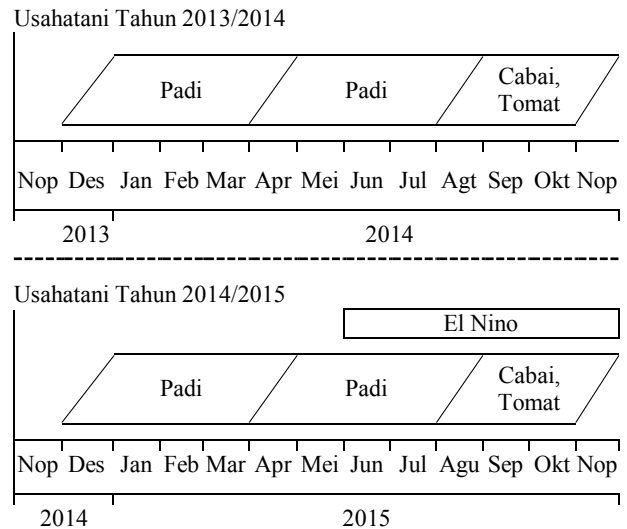 Usahatani Tahun 2013/2014
Padi Padi Cabai,
Tomat
Nop Des Jan Feb Mar Apr Mei Jun Jul Agt Sep Okt Nop
2013 2014
Usahatani Tahun 2014/2015
El Nino
Padi Padi Cabai,
Tomat
Nop Des Jan Feb Mar Apr Mei Jun Jul Agu Sep Okt Nop
2014 2015